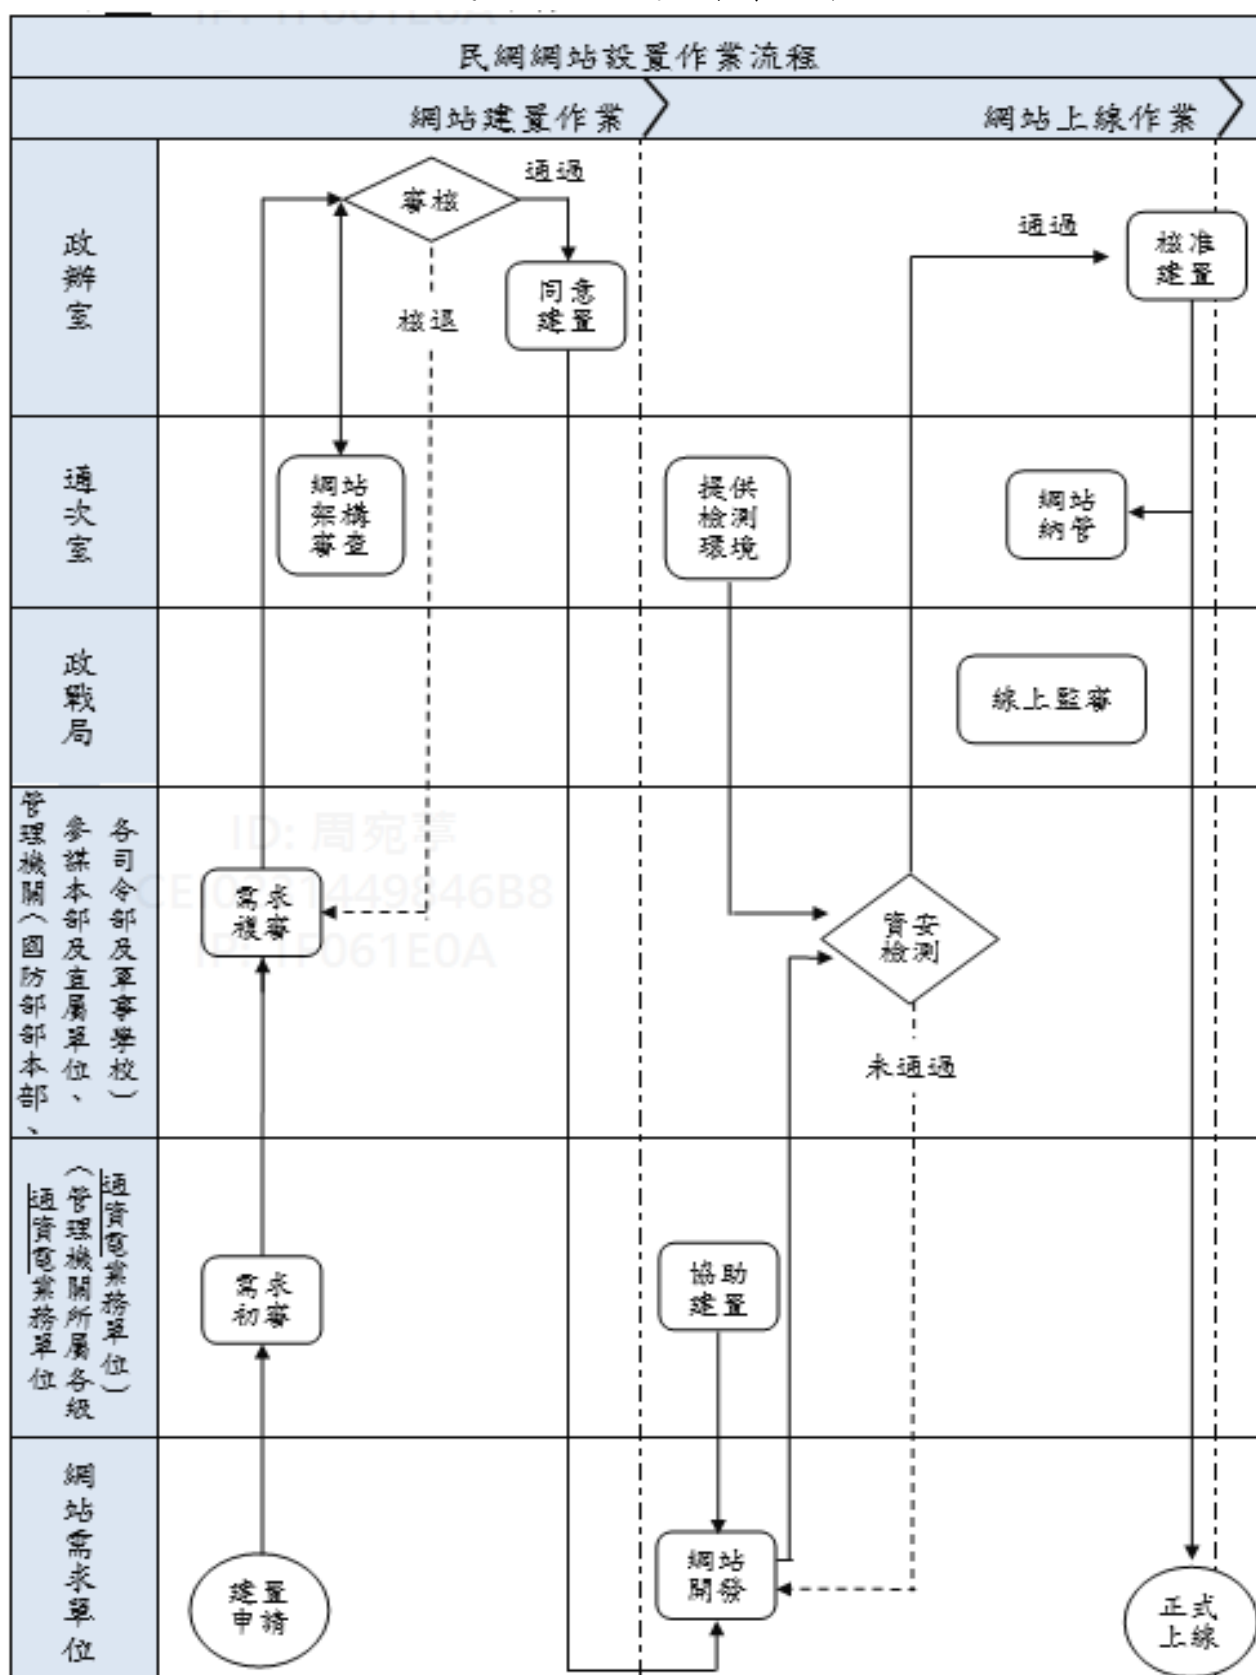 民網網站設置作業流程
網站建置作業
網站上線作業
政辦室
審核
通過
核退
同意
建置
通過
核准
建置
通次室
網站
架構
審查
提供
檢測
環境
網站
納管
政戰局
線上監審
管理機關（國防部部本部、
參謀本部及直屬單位、
各司令部及軍事學校）
ID: 周宛葶
IP: 1F061E0A
需求
複審
資安
檢測
未通過
通資電業務單位
（管理機關所屬各級
通資電業務單位）
需求
初審
協助
建置
網站需求單位
建置
申請
網站
開發
正式
上線